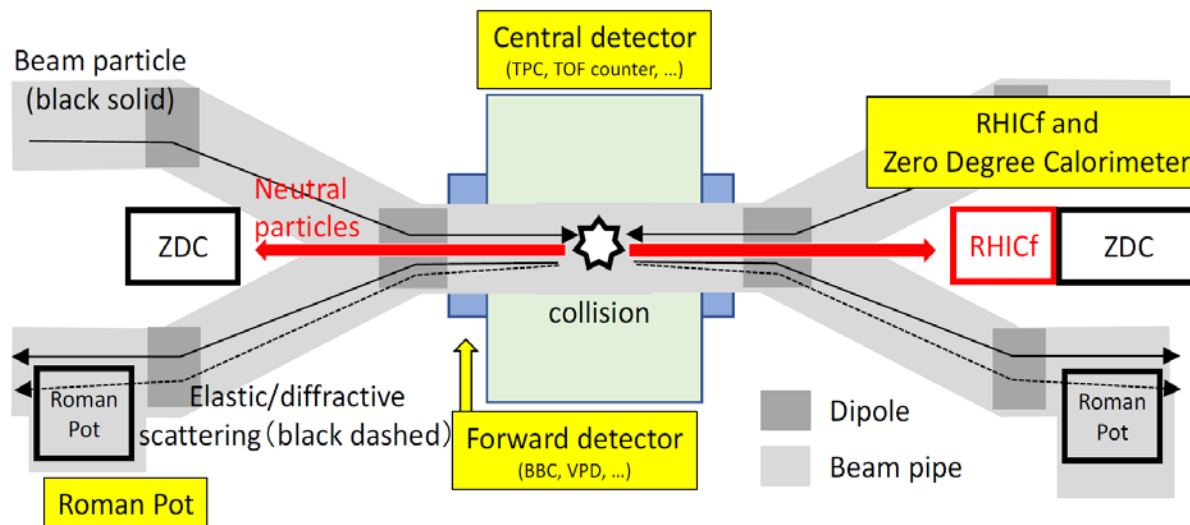 Central detector
(TPC, TOF counter, ...)
Beam particle
(black solid)
RHICf and
Zero Degree Calorimeter
Neutral
particles
ZDC
RHICf
ZDC
collision
Roman
Pot
Elastic/diffractive
scattering(black dashed)
Forward detector
(BBC, VPD, ...)
Dipole
Beam pipe
Roman
Pot
Roman Pot